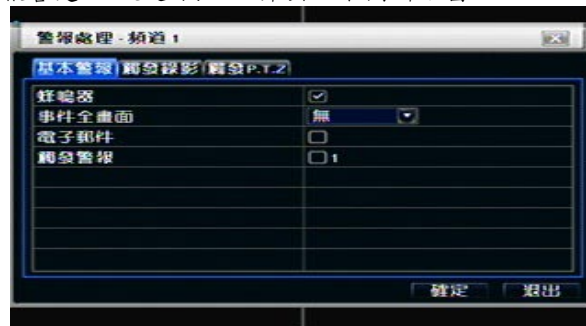 警報處理 - 頻道 1
基本警報 觸發錄影 觸發P.T.Z
蜂鳴器
事件全畫面 無
電子郵件
觸發警報 1
確定 退出